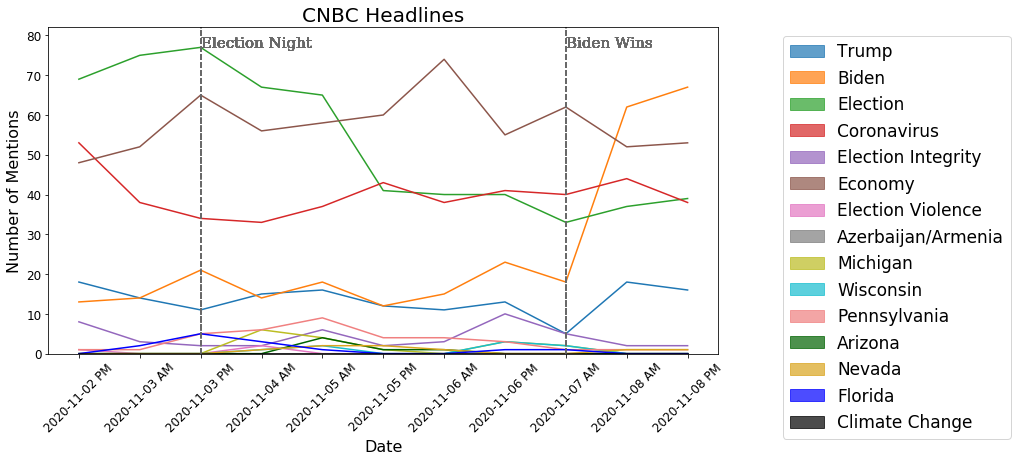 CNBC Headlines
Election Night
Biden Wins
Number of Mentions
80
70
60
50
40
30
20
10
0
2020-11-02 PM
2020-11-03 AM
2020-11-03 PM
2020-11-04 AM
2020-11-05 AM
2020-11-05 PM
2020-11-06 AM
2020-11-06 PM
2020-11-07 AM
2020-11-08 AM
2020-11-08 PM
Date
Trump
Biden
Election
Coronavirus
Election Integrity
Economy
Election Violence
Azerbaijan/Armenia
Michigan
Wisconsin
Pennsylvania
Arizona
Nevada
Florida
Climate Change